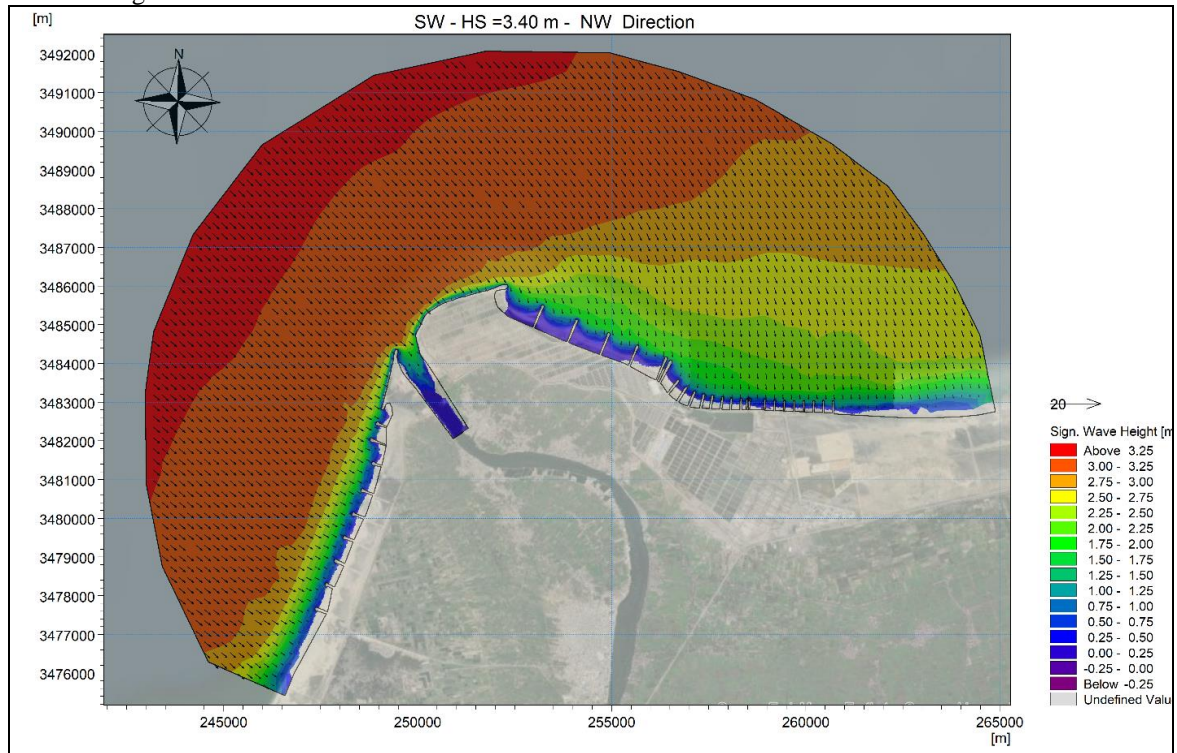 [m]
SW - HS =3.40 m - NW Direction
N
3492000
3491000
3490000
3489000
3488000
3487000
3486000
3485000
3484000
3483000
3482000
3481000
3480000
3479000
3478000
3477000
3476000
245000 250000 255000 260000 265000
[m]
20
Sign. Wave Height [m
Above 3.25
3.00 - 3.25
2.75 - 3.00
2.50 - 2.75
2.25 - 2.50
2.00 - 2.25
1.75 - 2.00
1.50 - 1.75
1.25 - 1.50
1.00 - 1.25
0.75 - 1.00
0.50 - 0.75
0.25 - 0.50
0.00 - 0.25
-0.25 - 0.00
Below -0.25
Undefined Valu